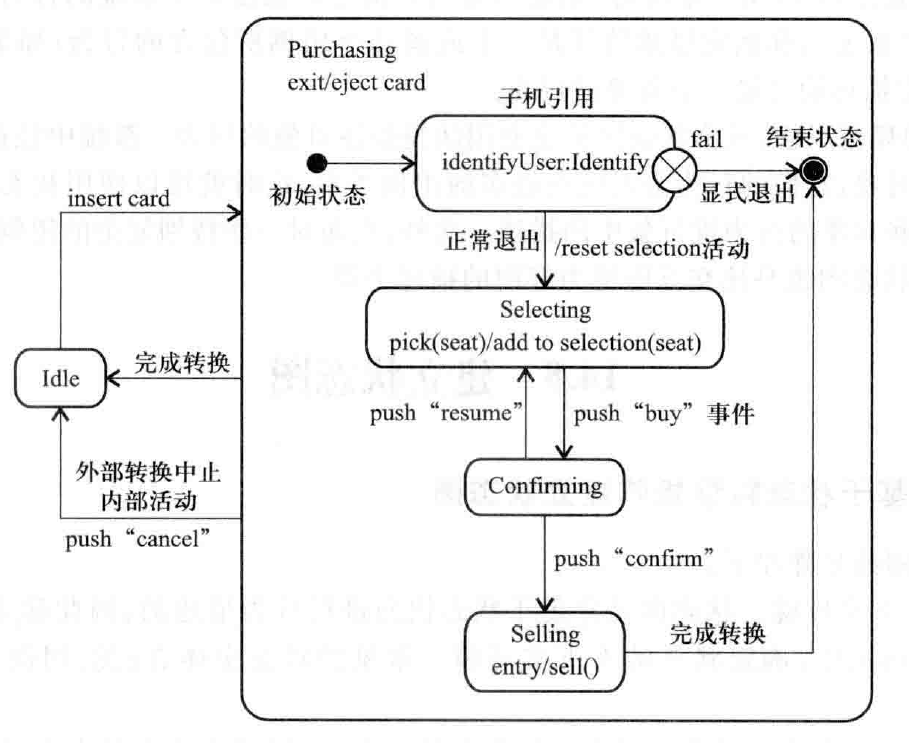 Purchasing
exit/eject card
子机引用
fail
结束状态
identifyUser:Identify
初始状态
显式退出
insert card
正常退出
/reset selection活动
Selecting
pick(seat)/add to selection(seat)
完成转换
Idle
push “resume”
push “buy” 事件
外部转换中止
内部活动
Confirming
push “cancel”
push “confirm”
Selling
entry/sell()
完成转换